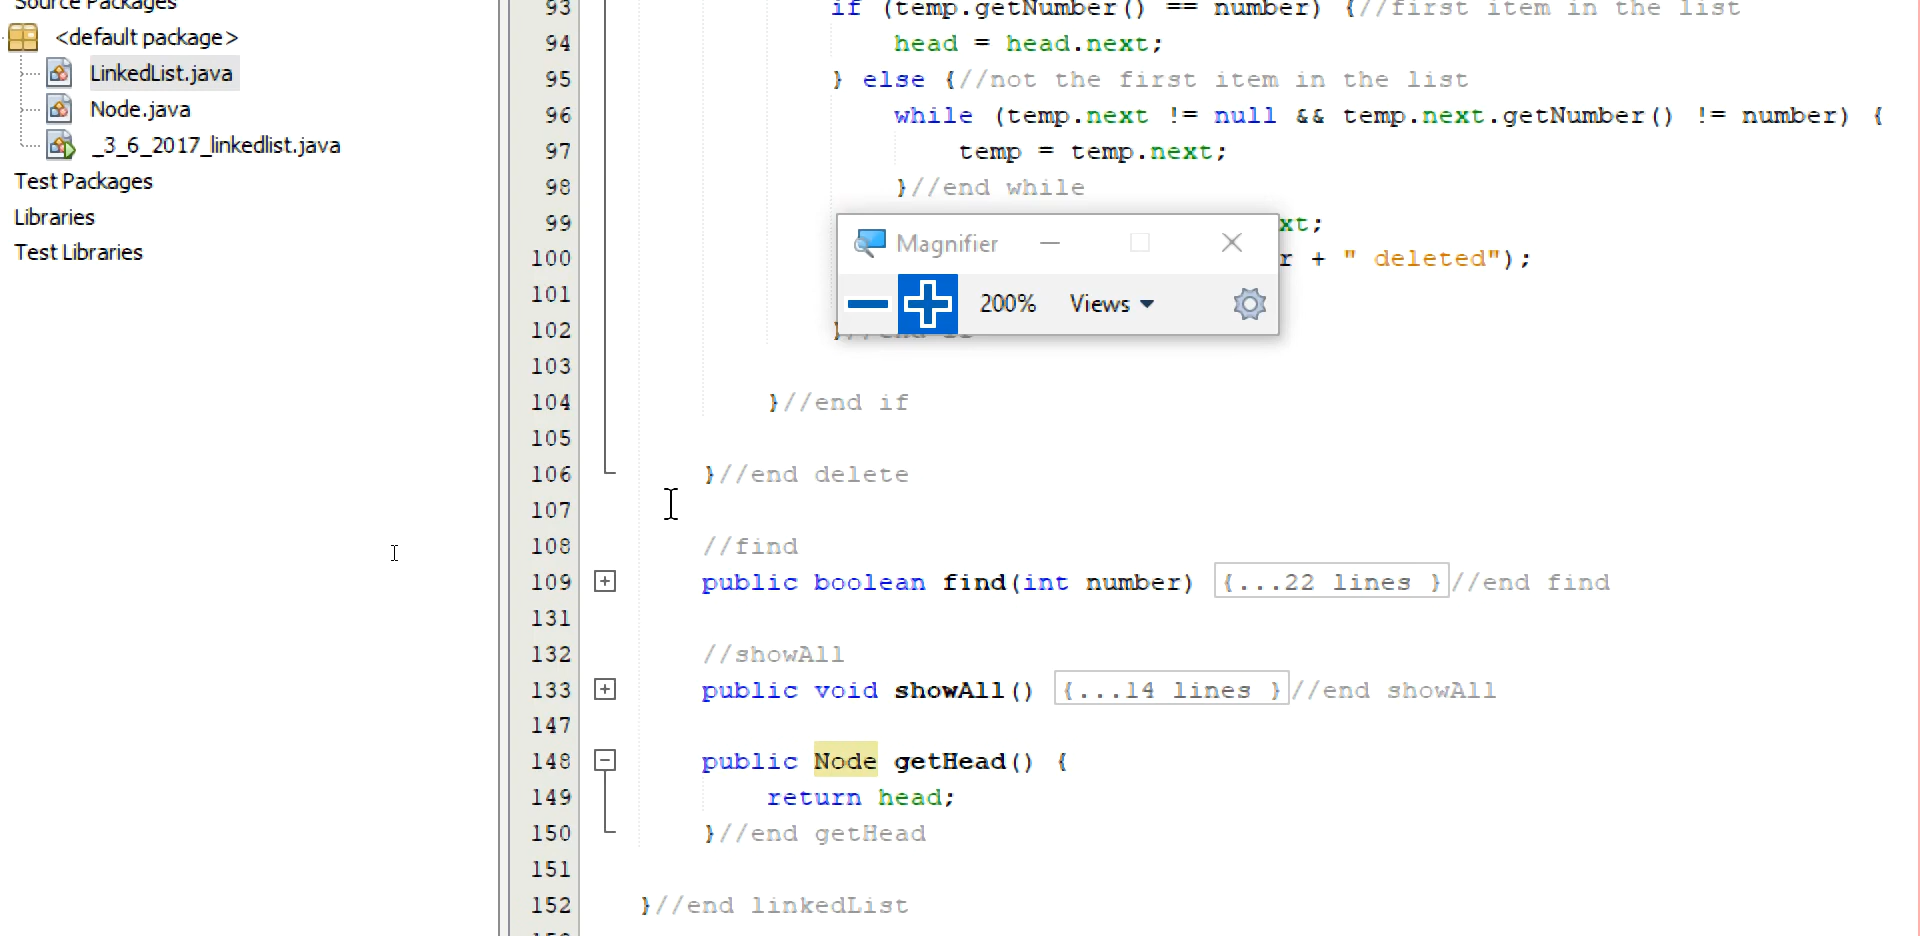 Source Packages
<default package>
LinkedList.java
Node.java
_3_6_2017_linkedlist.java
Test Packages
Libraries
Test Libraries
93 if (temp.getNumber() == number) {//first item in the list
94 head = head.next;
95 } else {//not the first item in the list
96 while (temp.next != null && temp.next.getNumber() != number) {
97 temp = temp.next;
98 }//end while
99 xt;
100 r + " deleted");
101
102 }//end if
103
104 }//end if
105
106 }//end delete
107
108 //find
109 public boolean find(int number) {...22 lines }//end find
131
132 //showAll
133 public void showAll() {...14 lines }//end showAll
147
148 public Node getHead() {
149 return head;
150 }//end getHead
151
152 }//end linkedList
Magnifier
200% Views